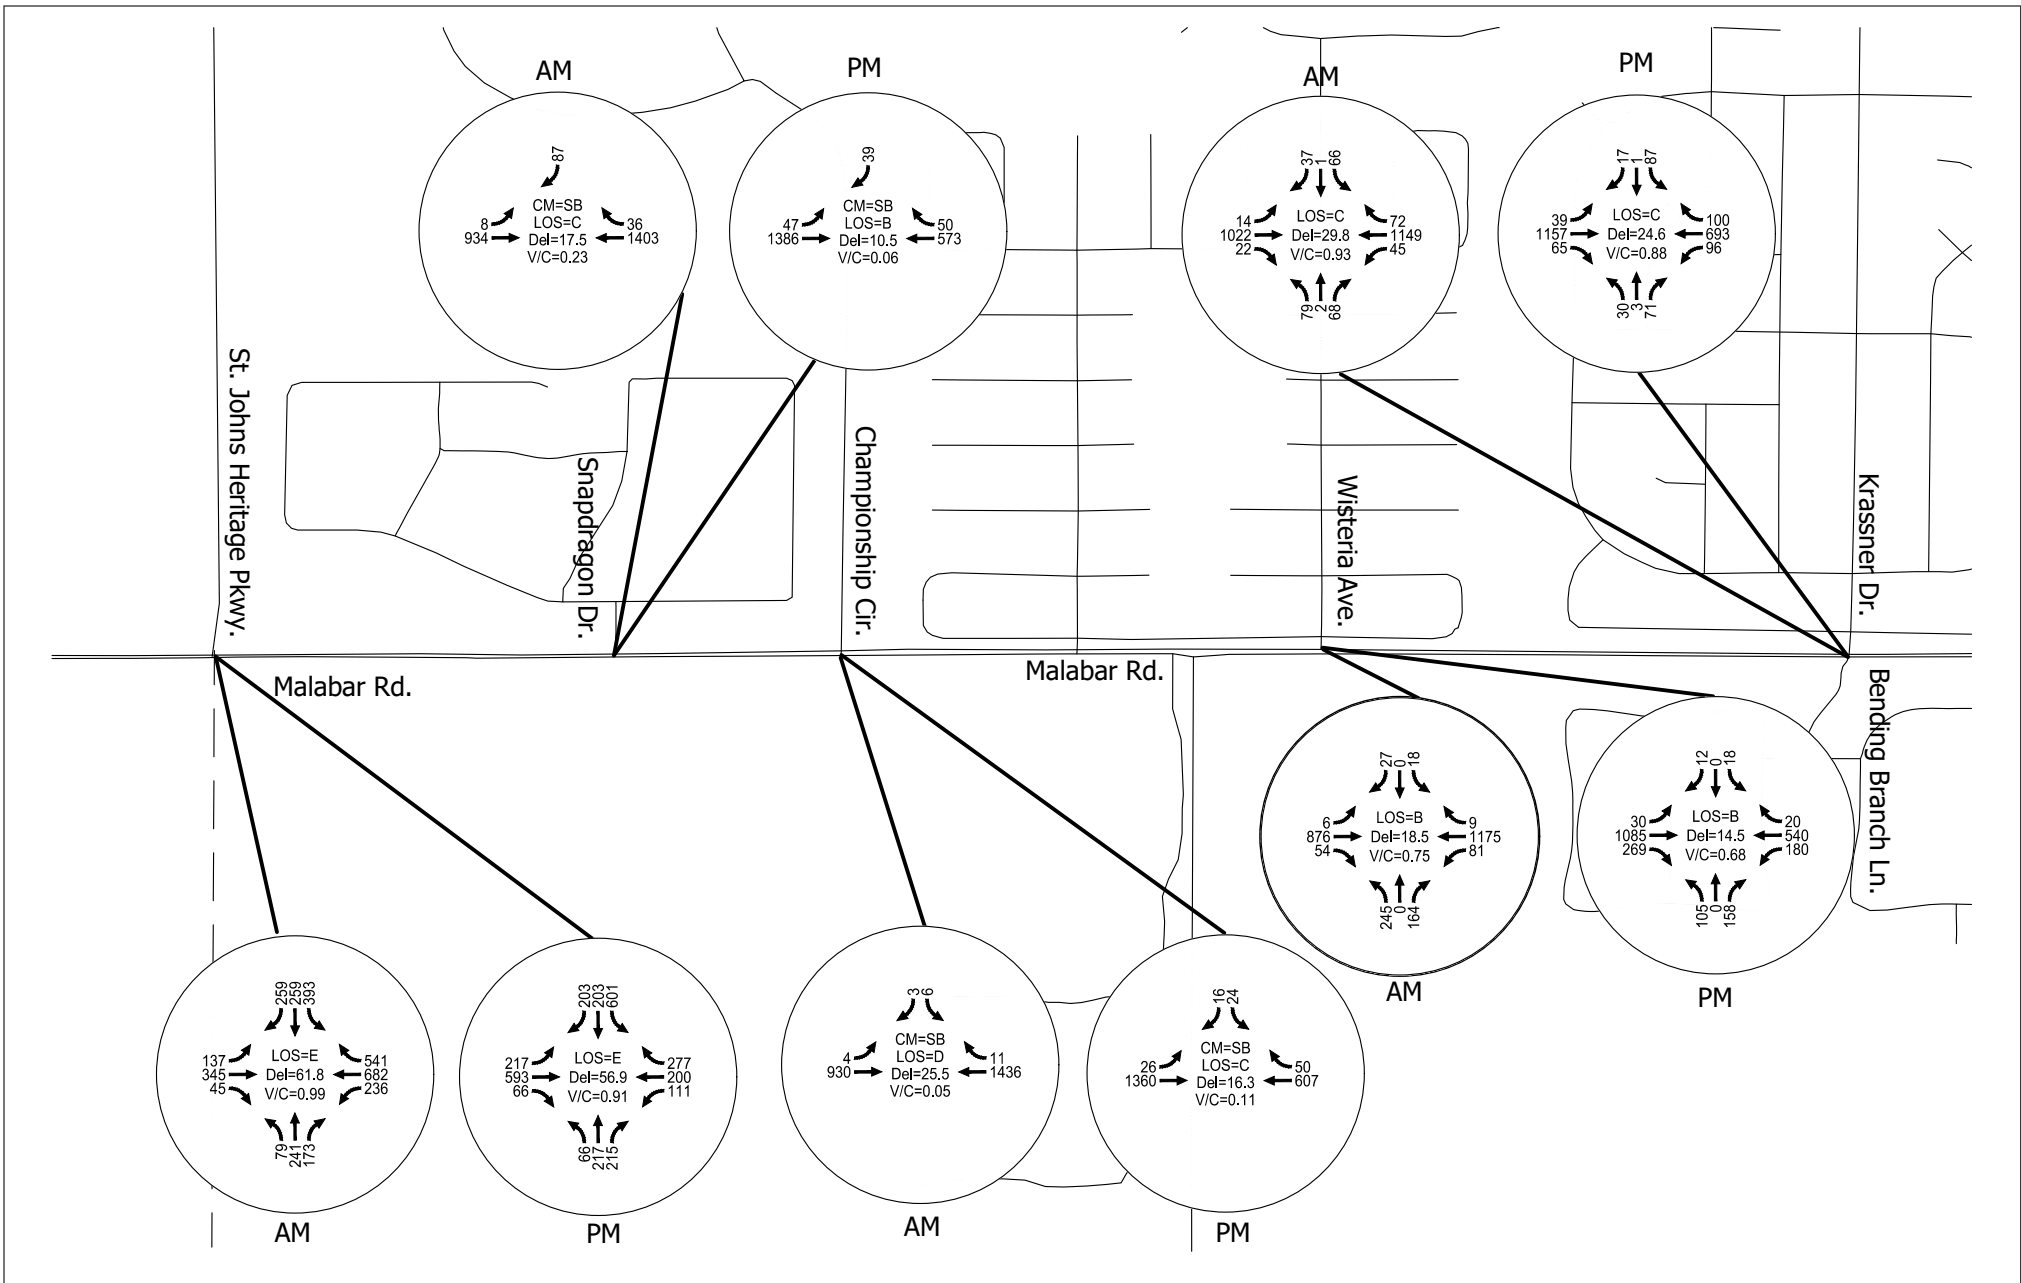 AM
87
CM=SB
LOS=C
Del=17.5
V/C=0.23
8
934
36
1403
PM
39
CM=SB
LOS=B
Del=10.5
V/C=0.06
47
1386
50
573
AM
37
1
66
LOS=C
Del=29.8
V/C=0.93
14
1022
22
72
1149
45
79
2
68
PM
17
1
87
LOS=C
Del=24.6
V/C=0.88
39
1157
65
100
693
96
30
3
71
St. Johns Heritage Pkwy.
Snapdragon Dr.
Championship Cir.
Wisteria Ave.
Krassner Dr.
Malabar Rd.
Malabar Rd.
Bending Branch Ln.
27
0
18
LOS=B
Del=18.5
V/C=0.75
6
876
54
9
1175
81
245
0
164
AM
12
0
18
LOS=B
Del=14.5
V/C=0.68
30
1085
269
20
540
180
105
0
158
PM
259
259
393
LOS=E
Del=61.8
V/C=0.99
137
345
45
541
682
236
79
241
173
AM
203
203
601
LOS=E
Del=56.9
V/C=0.91
217
593
66
277
200
111
66
217
215
PM
3
6
CM=SB
LOS=D
Del=25.5
V/C=0.05
4
930
11
1436
AM
16
24
CM=SB
LOS=C
Del=16.3
V/C=0.11
26
1360
50
607
PM